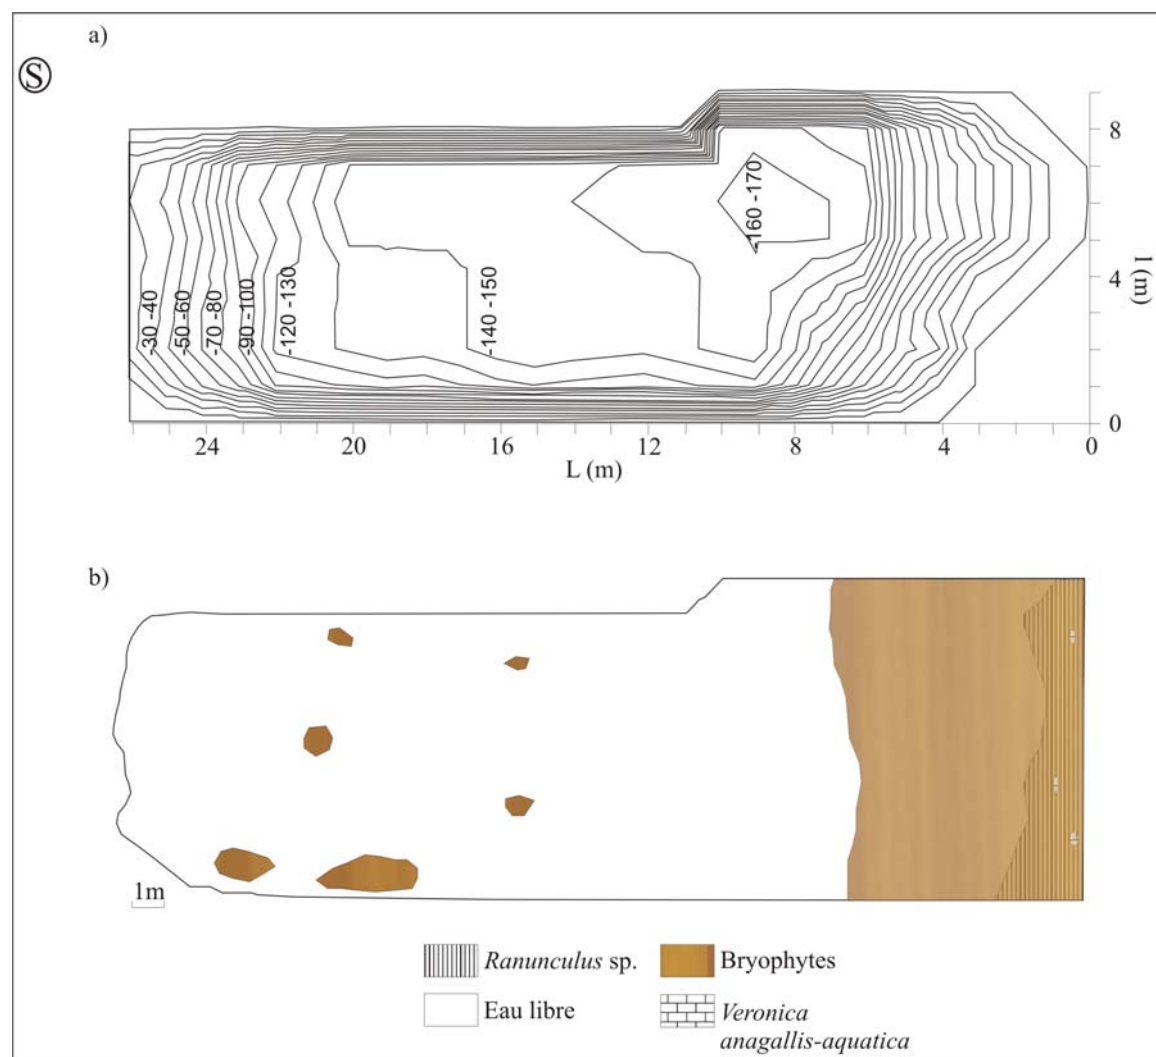 a)
S
8
-160 -170
4
l (m)
-30 -40
-50 -60
-70 -80
-90 -100
-120 -130
-140 -150
0
24
20
16
12
8
4
0
L (m)
b)
1m
Ranunculus sp.
Bryophytes
Eau libre
Veronica
anagallis-aquatica